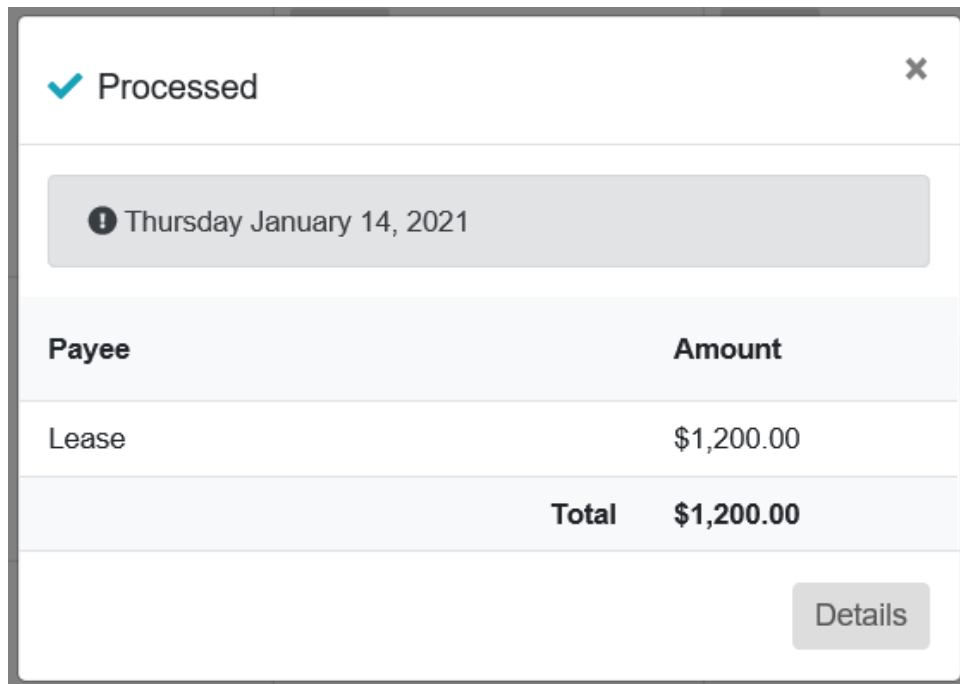 Processed
Thursday January 14, 2021
Payee Amount
Lease $1,200.00
Total $1,200.00
Details